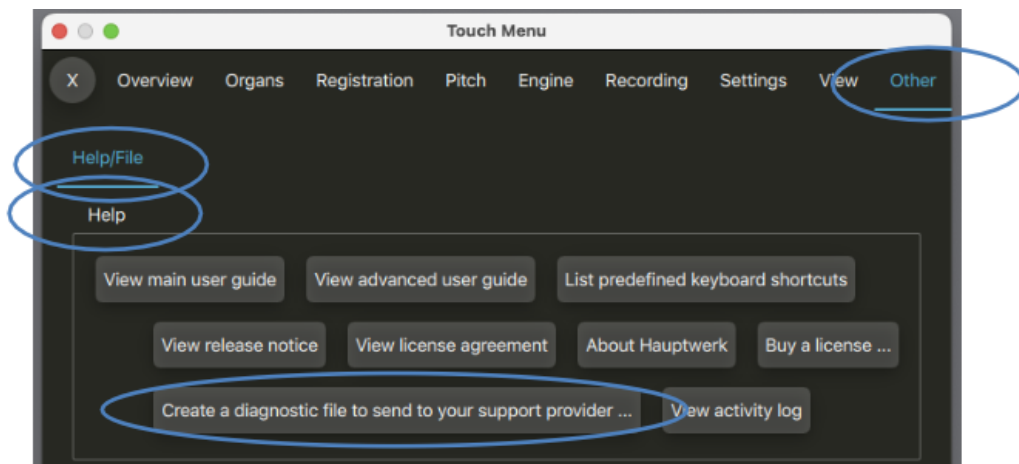 Touch Menu
X Overview Organs Registration Pitch Engine Recording Settings View Other
Help/File
Help
View main user guide View advanced user guide List predefined keyboard shortcuts
View release notice View license agreement About Hauptwerk Buy a license ...
Create a diagnostic file to send to your support provider ... View activity log